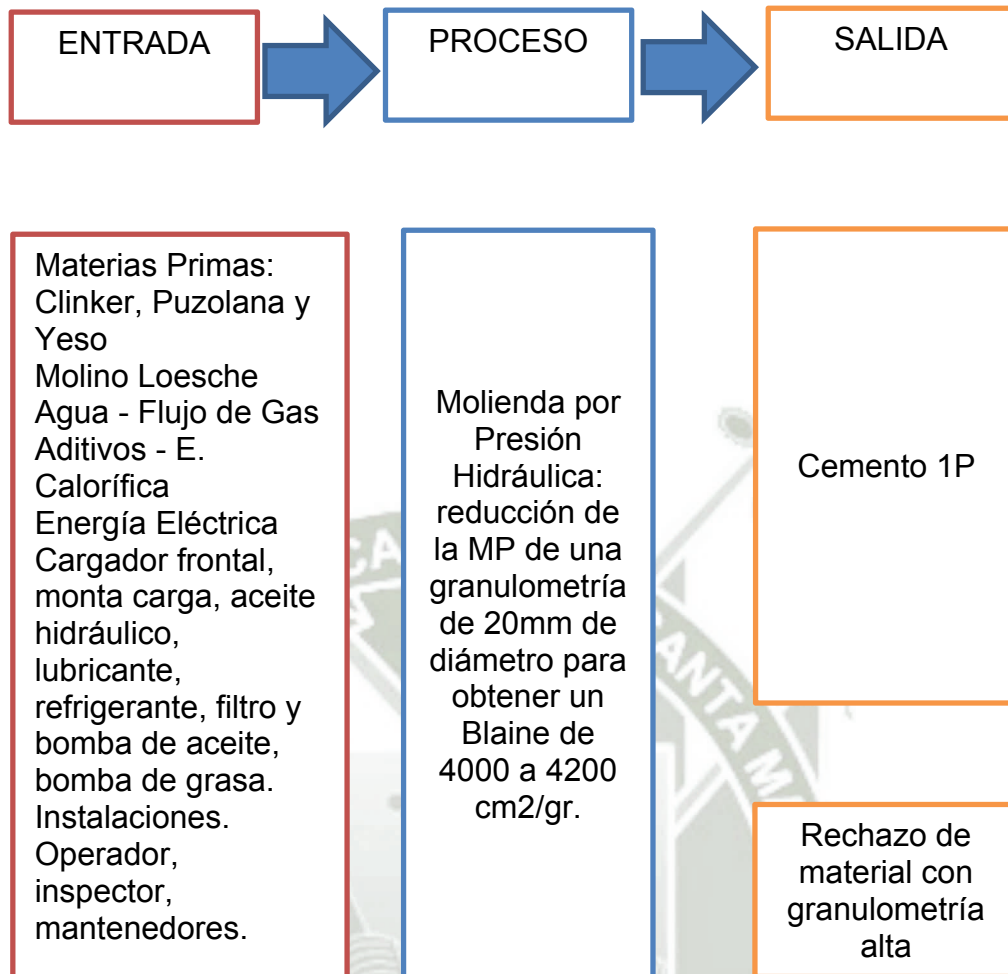 ENTRADA
PROCESO
SALIDA
Materias Primas:
Clinker, Puzolana y
Yeso
Molino Loesche
Agua - Flujo de Gas
Aditivos - E.
Calorífica
Energía Eléctrica
Cargador frontal,
monta carga, aceite
hidráulico,
lubricante,
refrigerante, filtro y
bomba de aceite,
bomba de grasa.
Instalaciones.
Operador,
inspector,
mantenedores.
Molienda por
Presión
Hidráulica:
reducción de
la MP de una
granulometría
de 20mm de
diámetro para
obtener un
Blaine de
4000 a 4200
cm2/gr.
Cemento 1P
Rechazo de
material con
granulometría
alta